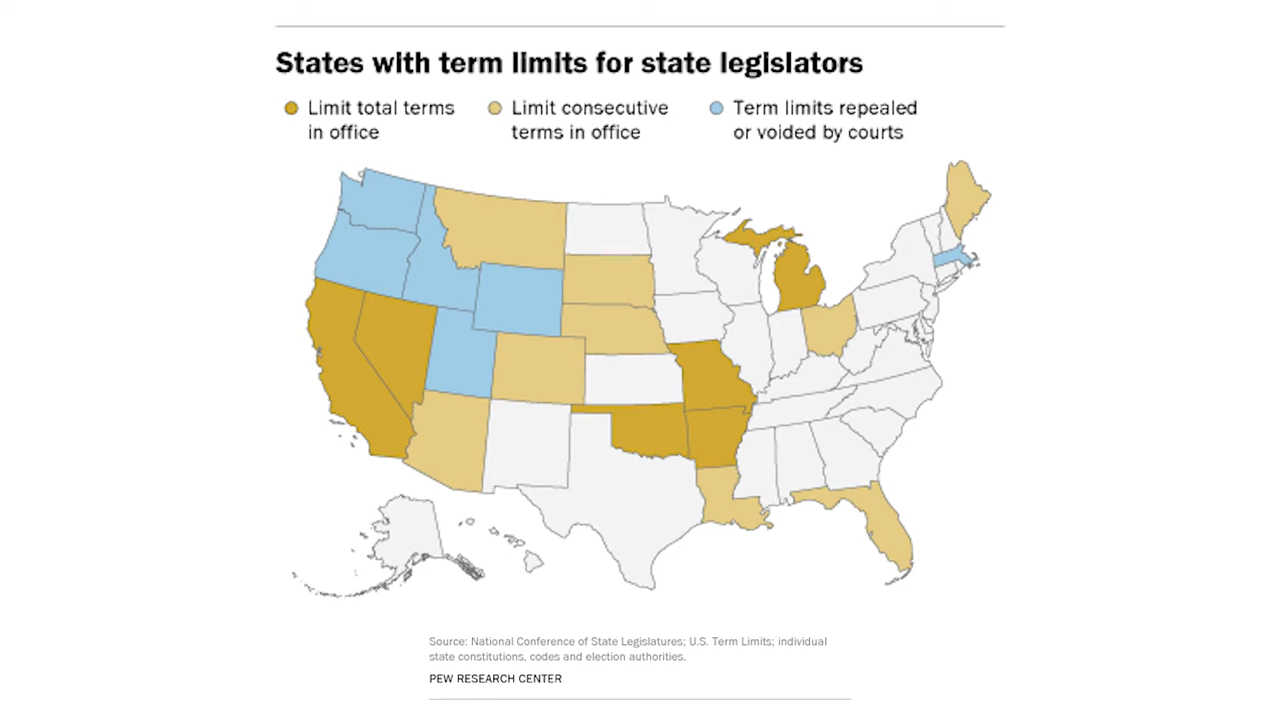 States with term limits for state legislators
Limit total terms
in office
Limit consecutive
terms in office
Term limits repealed
or voided by courts
Source: National Conference of State Legislatures; U.S. Term Limits; individual
state constitutions, codes and election authorities.
PEW RESEARCH CENTER